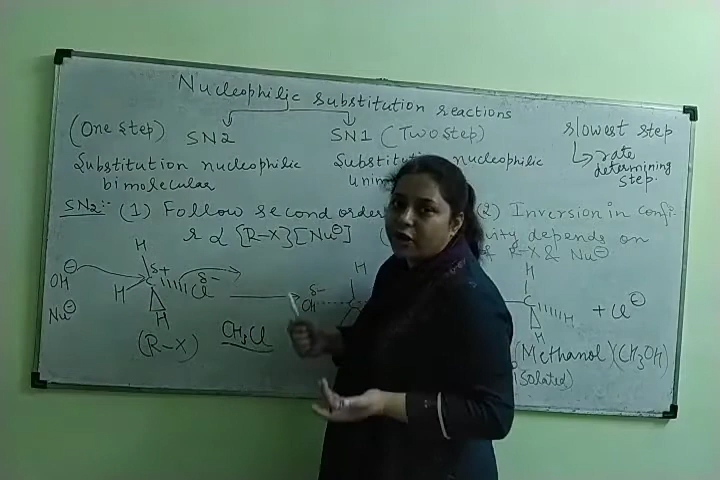 Nucleophilic substitution reactions
(One step) SN2 SN1 (Two step) slowest step
Substitution nucleophilic Substitution nucleophilic → rate
bimolecular unim determining
step
SN2:- (1) Follow second order (2) Inversion in confi-
r α [R-X][Nu⊖] depends on
R-X & Nu⊖
H H H
OH⊖ C δ+ Cl δ- OH δ- C C H + Cl⊖
H H H
Nu⊖ (R-X) CH3Cl (Methanol)(CH3OH)